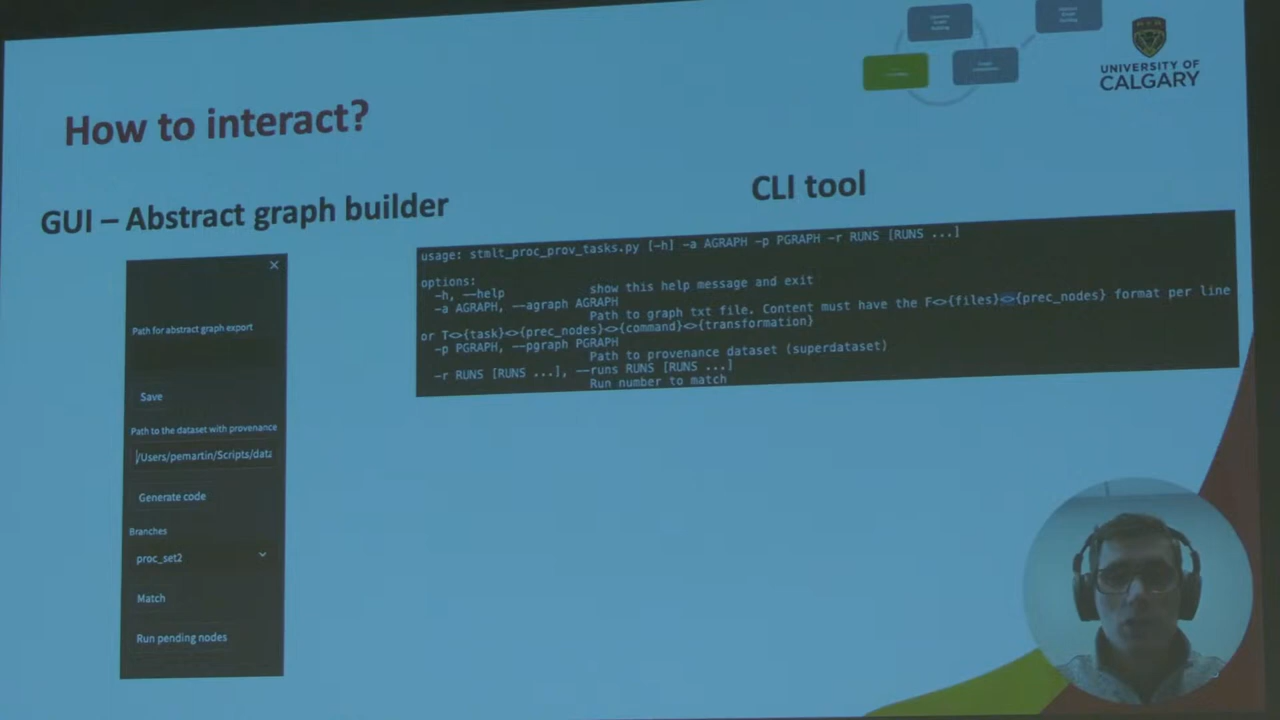 UNIVERSITY OF
CALGARY
How to interact?
GUI – Abstract graph builder
CLI tool
Path for abstract graph export
Save
Path to the dataset with provenance
/Users/pemartin/Scripts/data
Generate code
Branches
proc_set2
Match
Run pending nodes
usage: stmlt_proc_prov_tasks.py [-h] -a AGRAPH -p PGRAPH -r RUNS [RUNS ...]
options:
-h, --help show this help message and exit
-a AGRAPH, --agraph AGRAPH
Path to graph txt file. Content must have the F<>{files}<>{prec_nodes} format per line
or T<>{task}<>{prec_nodes}<>{command}<>{transformation}
-p PGRAPH, --pgraph PGRAPH
Path to provenance dataset (superdataset)
-r RUNS [RUNS ...], --runs RUNS [RUNS ...]
Run number to match